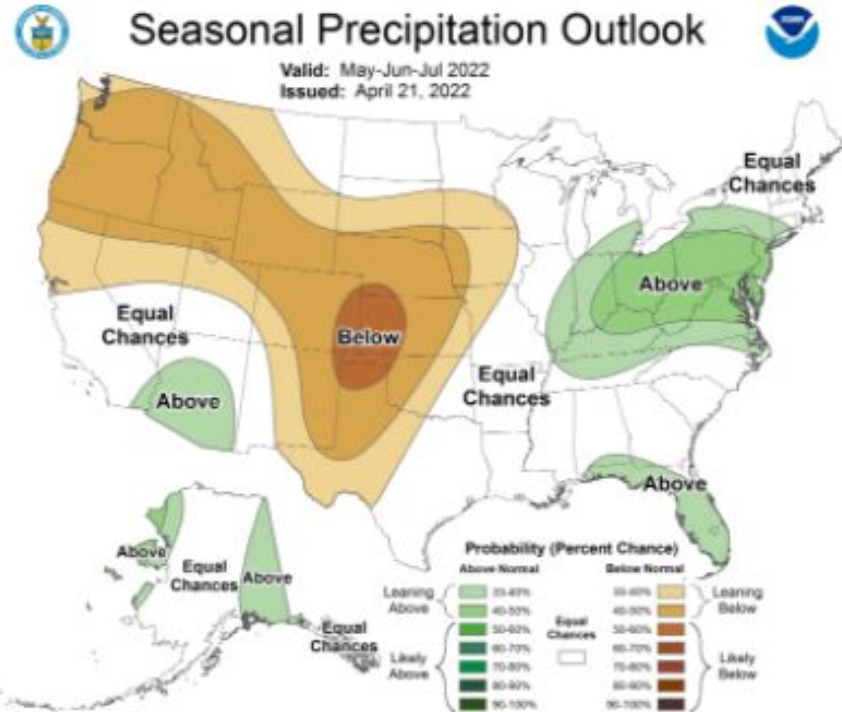 Seasonal Precipitation Outlook
Valid: May-Jun-Jul 2022
Issued: April 21, 2022
Equal
Chances
Above
Equal
Chances
Below
Equal
Chances
Above
Above
Above
Equal
Chances
Above
Equal
Chances
Probability (Percent Chance)
Above Normal
Below Normal
Leaning
Above
33-40%
40-50%
Likely
Above
50-60%
60-70%
70-80%
80-90%
90-100%
Equal
Chances
33-40%
40-50%
Leaning
Below
50-60%
60-70%
70-80%
80-90%
90-100%
Likely
Below